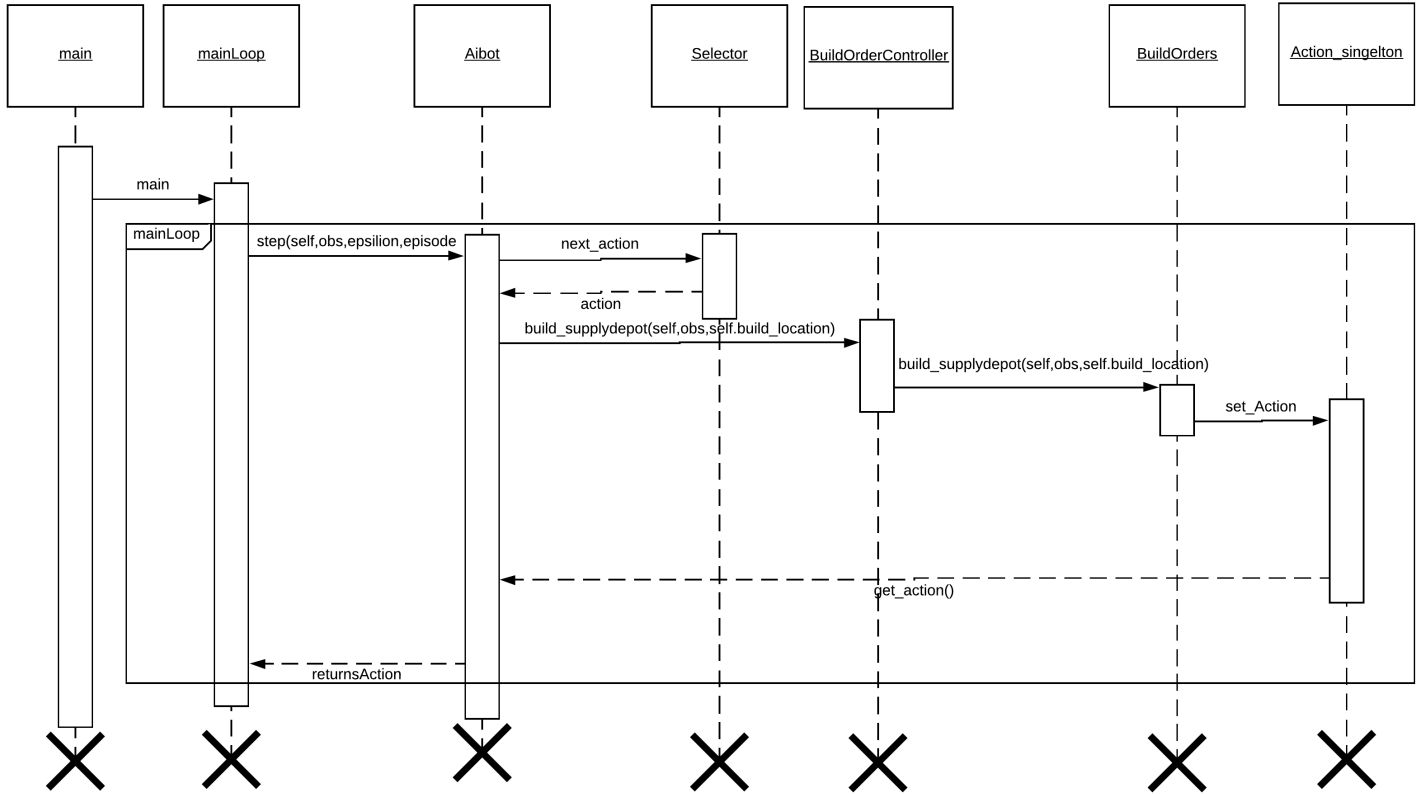 main
mainLoop
Aibot
Selector
BuildOrderController
BuildOrders
Action_singelton
main
mainLoop
step(self,obs,epsilion,episode
next_action
action
build_supplydepot(self,obs,self.build_location)
build_supplydepot(self,obs,self.build_location)
set_Action
get_action()
returnsAction